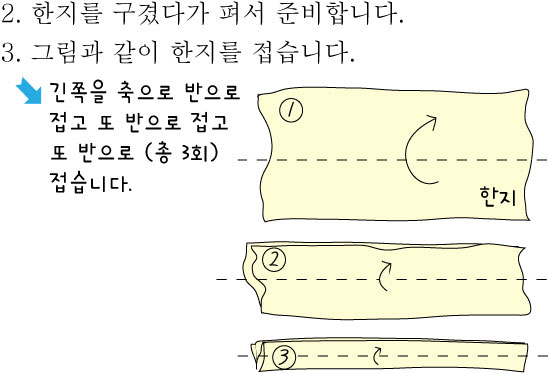 2. 한지를 구겼다가 펴서 준비합니다.
3. 그림과 같이 한지를 접습니다.
긴쪽을 축으로 반으로
접고 또 반으로 접고
또 반으로 (총 3회)
접습니다.
①
한지
②
③